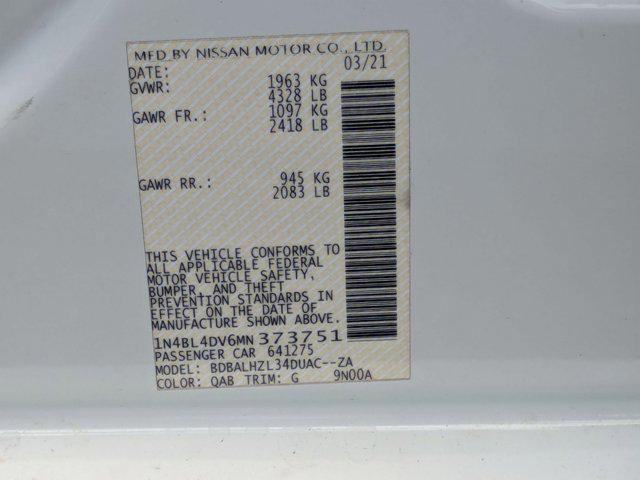 MFD BY NISSAN MOTOR CO., LTD.
DATE: 03/21
GVWR: 1963 KG
4328 LB
GAWR FR.: 1097 KG
2418 LB
GAWR RR.: 945 KG
2083 LB
THIS VEHICLE CONFORMS TO
ALL APPLICABLE FEDERAL
MOTOR VEHICLE SAFETY,
BUMPER, AND THEFT
PREVENTION STANDARDS IN
EFFECT ON THE DATE OF
MANUFACTURE SHOWN ABOVE.
1N4BL4DV6MN373751
PASSENGER CAR 641275
MODEL: BDBALHZL34DUAC--ZA
COLOR: QAB TRIM: G 9N00A